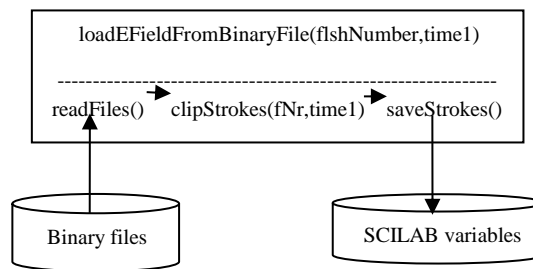 loadEFieldFromBinaryFile(flshNumber,time1)
readFiles() clipStrokes(fNr,time1) saveStrokes()
Binary files
SCILAB variables